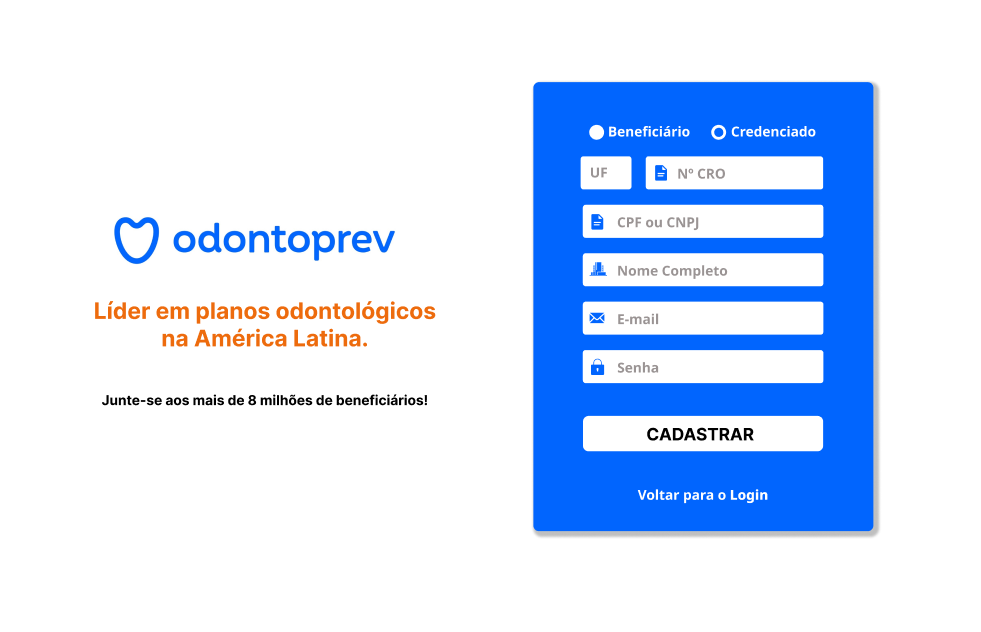 odontoprev
Líder em planos odontológicos
na América Latina.
Junte-se aos mais de 8 milhões de beneficiários!
Beneficiário Credenciado
UF Nº CRO
CPF ou CNPJ
Nome Completo
E-mail
Senha
CADASTRAR
Voltar para o Login